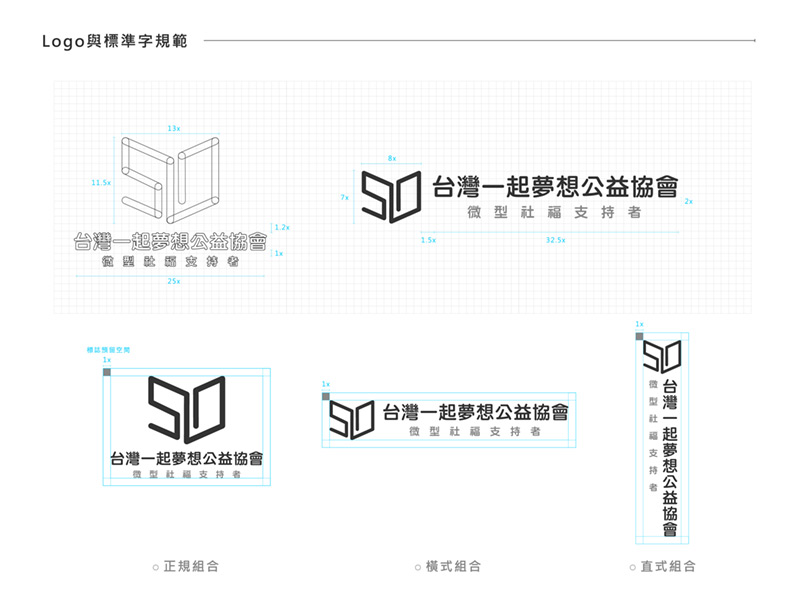 Logo與標準字規範
13x
11.5x
台灣一起夢想公益協會
1.2x
微型社福支持者
1x
25x
8x
7x
台灣一起夢想公益協會
微型社福支持者
2x
1.5x
32.5x
標誌預留空間
1x
台灣一起夢想公益協會
微型社福支持者
正規組合
1x
台灣一起夢想公益協會
微型社福支持者
橫式組合
1x
台灣一起夢想公益協會
微型社福支持者
直式組合